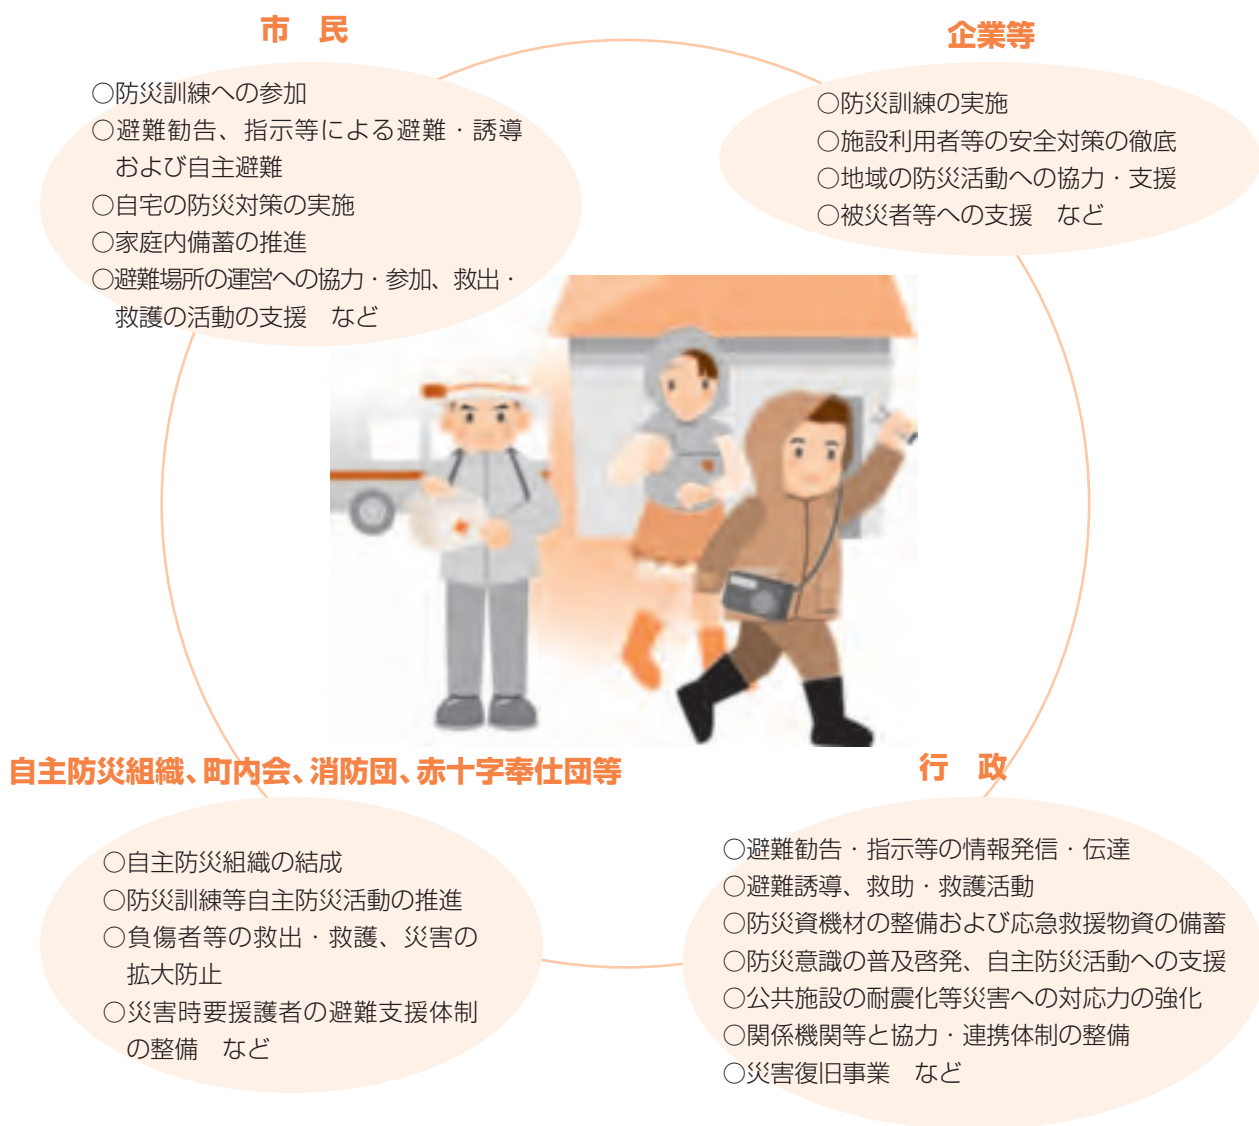 市　民
○防災訓練への参加
○避難勧告、指示等による避難・誘導
および自主避難
○自宅の防災対策の実施
○家庭内備蓄の推進
○避難場所の運営への協力・参加、救出・
救護の活動の支援　など
企業等
○防災訓練の実施
○施設利用者等の安全対策の徹底
○地域の防災活動への協力・支援
○被災者等への支援　など
自主防災組織、町内会、消防団、赤十字奉仕団等
○自主防災組織の結成
○防災訓練等自主防災活動の推進
○負傷者等の救出・救護、災害の
拡大防止
○災害時要援護者の避難支援体制
の整備　など
行　政
○避難勧告・指示等の情報発信・伝達
○避難誘導、救助・救護活動
○防災資機材の整備および応急救援物資の備蓄
○防災意識の普及啓発、自主防災活動への支援
○公共施設の耐震化等災害への対応力の強化
○関係機関等と協力・連携体制の整備
○災害復旧事業　など